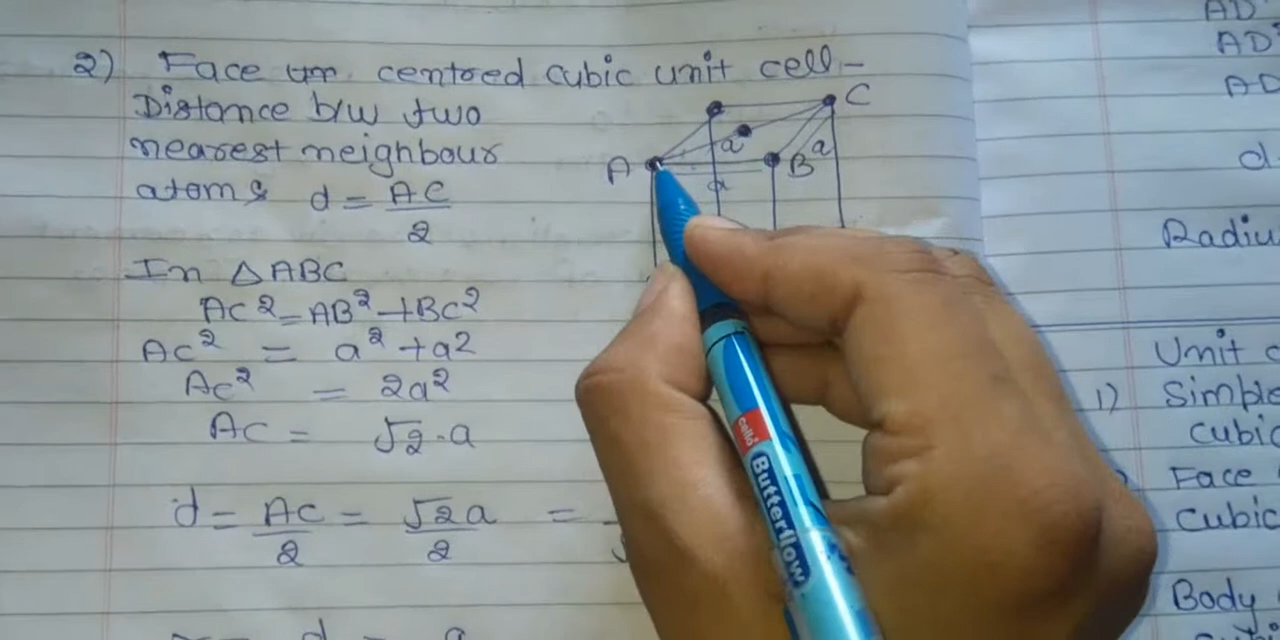 2) Face centred cubic unit cell-
Distance b/w two
nearest neighbour
atoms d = AC/2
A
B
C
a
a
a
In △ABC
AC² = AB² + BC²
AC² = a² + a²
AC² = 2a²
AC = √2·a
d = AC/2 = √2a/2 =
d
a
AD
AD
AD
d
Radiu
Unit c
1) Simple
cubic
Face
cubic
Body
cello
Butterflow